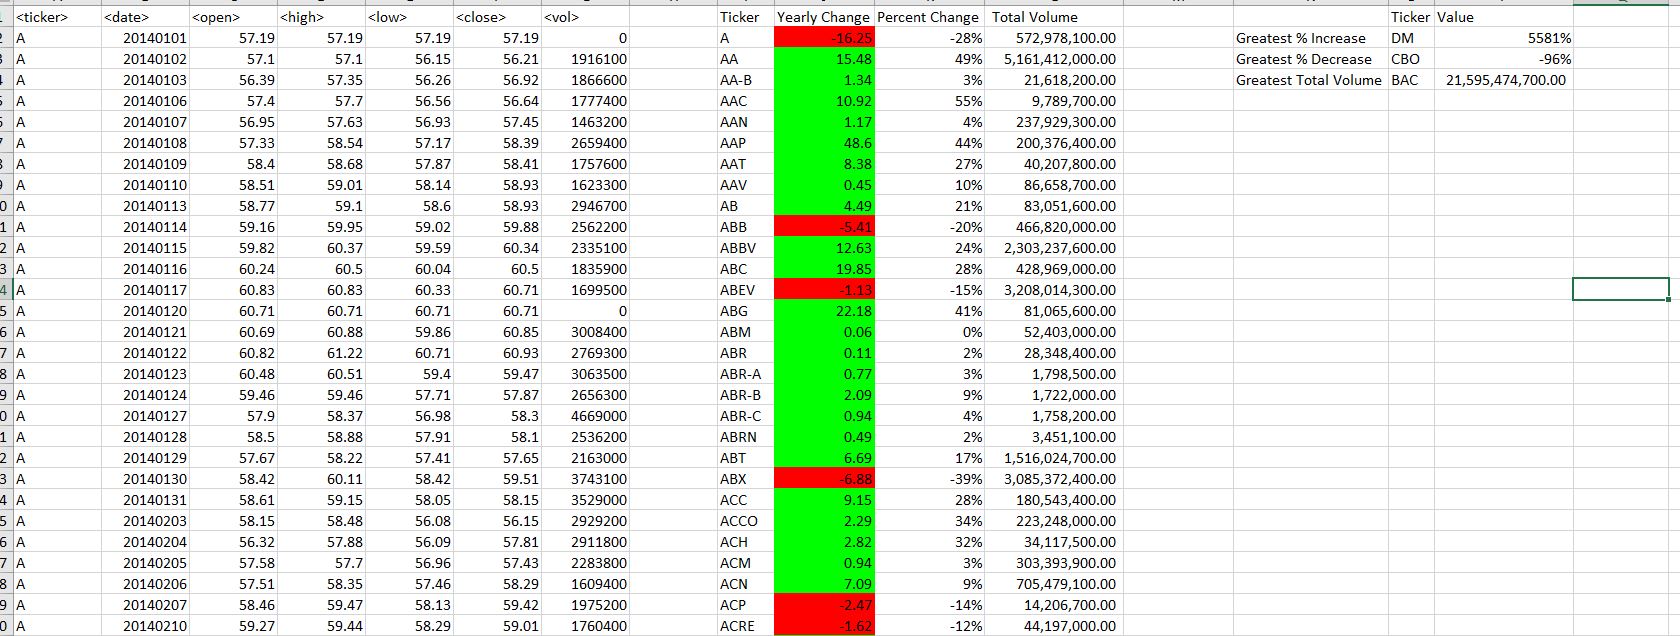 <ticker> <date> <open> <high> <low> <close> <vol> Ticker Yearly Change Percent Change Total Volume Ticker Value
A 20140101 57.19 57.19 57.19 57.19 0 A -16.25 -28% 572,978,100.00 Greatest % Increase DM 5581%
A 20140102 57.1 57.1 56.15 56.21 1916100 AA 15.48 49% 5,161,412,000.00 Greatest % Decrease CBO -96%
A 20140103 56.39 57.35 56.26 56.92 1866600 AA-B 1.34 3% 21,618,200.00 Greatest Total Volume BAC 21,595,474,700.00
A 20140106 57.4 57.7 56.56 56.64 1777400 AAC 10.92 55% 9,789,700.00
A 20140107 56.95 57.63 56.93 57.45 1463200 AAN 1.17 4% 237,929,300.00
A 20140108 57.33 58.54 57.17 58.39 2659400 AAP 48.6 44% 200,376,400.00
A 20140109 58.4 58.68 57.87 58.41 1757600 AAT 8.38 27% 40,207,800.00
A 20140110 58.51 59.01 58.14 58.93 1623300 AAV 0.45 10% 86,658,700.00
A 20140113 58.77 59.1 58.6 58.93 2946700 AB 4.49 21% 83,051,600.00
A 20140114 59.16 59.95 59.02 59.88 2562200 ABB -5.41 -20% 466,820,000.00
A 20140115 59.82 60.37 59.59 60.34 2335100 ABBV 12.63 24% 2,303,237,600.00
A 20140116 60.24 60.5 60.04 60.5 1835900 ABC 19.85 28% 428,969,000.00
A 20140117 60.83 60.83 60.33 60.71 1699500 ABEV -1.13 -15% 3,208,014,300.00
A 20140120 60.71 60.71 60.71 60.71 0 ABG 22.18 41% 81,065,600.00
A 20140121 60.69 60.88 59.86 60.85 3008400 ABM 0.06 0% 52,403,000.00
A 20140122 60.82 61.22 60.71 60.93 2769300 ABR 0.11 2% 28,348,400.00
A 20140123 60.48 60.51 59.4 59.47 3063500 ABR-A 0.77 3% 1,798,500.00
A 20140124 59.46 59.46 57.71 57.87 2656300 ABR-B 2.09 9% 1,722,000.00
A 20140127 57.9 58.37 56.98 58.3 4669000 ABR-C 0.94 4% 1,758,200.00
A 20140128 58.5 58.88 57.91 58.1 2536200 ABRN 0.49 2% 3,451,100.00
A 20140129 57.67 58.22 57.41 57.65 2163000 ABT 6.69 17% 1,516,024,700.00
A 20140130 58.42 60.11 58.42 59.51 3743100 ABX -6.88 -39% 3,085,372,400.00
A 20140131 58.61 59.15 58.05 58.15 3529000 ACC 9.15 28% 180,543,400.00
A 20140203 58.15 58.48 56.08 56.15 2929200 ACCO 2.29 34% 223,248,000.00
A 20140204 56.32 57.88 56.09 57.81 2911800 ACH 2.82 32% 34,117,500.00
A 20140205 57.58 57.7 56.96 57.43 2283800 ACM 0.94 3% 303,393,900.00
A 20140206 57.51 58.35 57.46 58.29 1609400 ACN 7.09 9% 705,479,100.00
A 20140207 58.46 59.47 58.13 59.42 1975200 ACP -2.47 -14% 14,206,700.00
A 20140210 59.27 59.44 58.29 59.01 1760400 ACRE -1.62 -12% 44,197,000.00